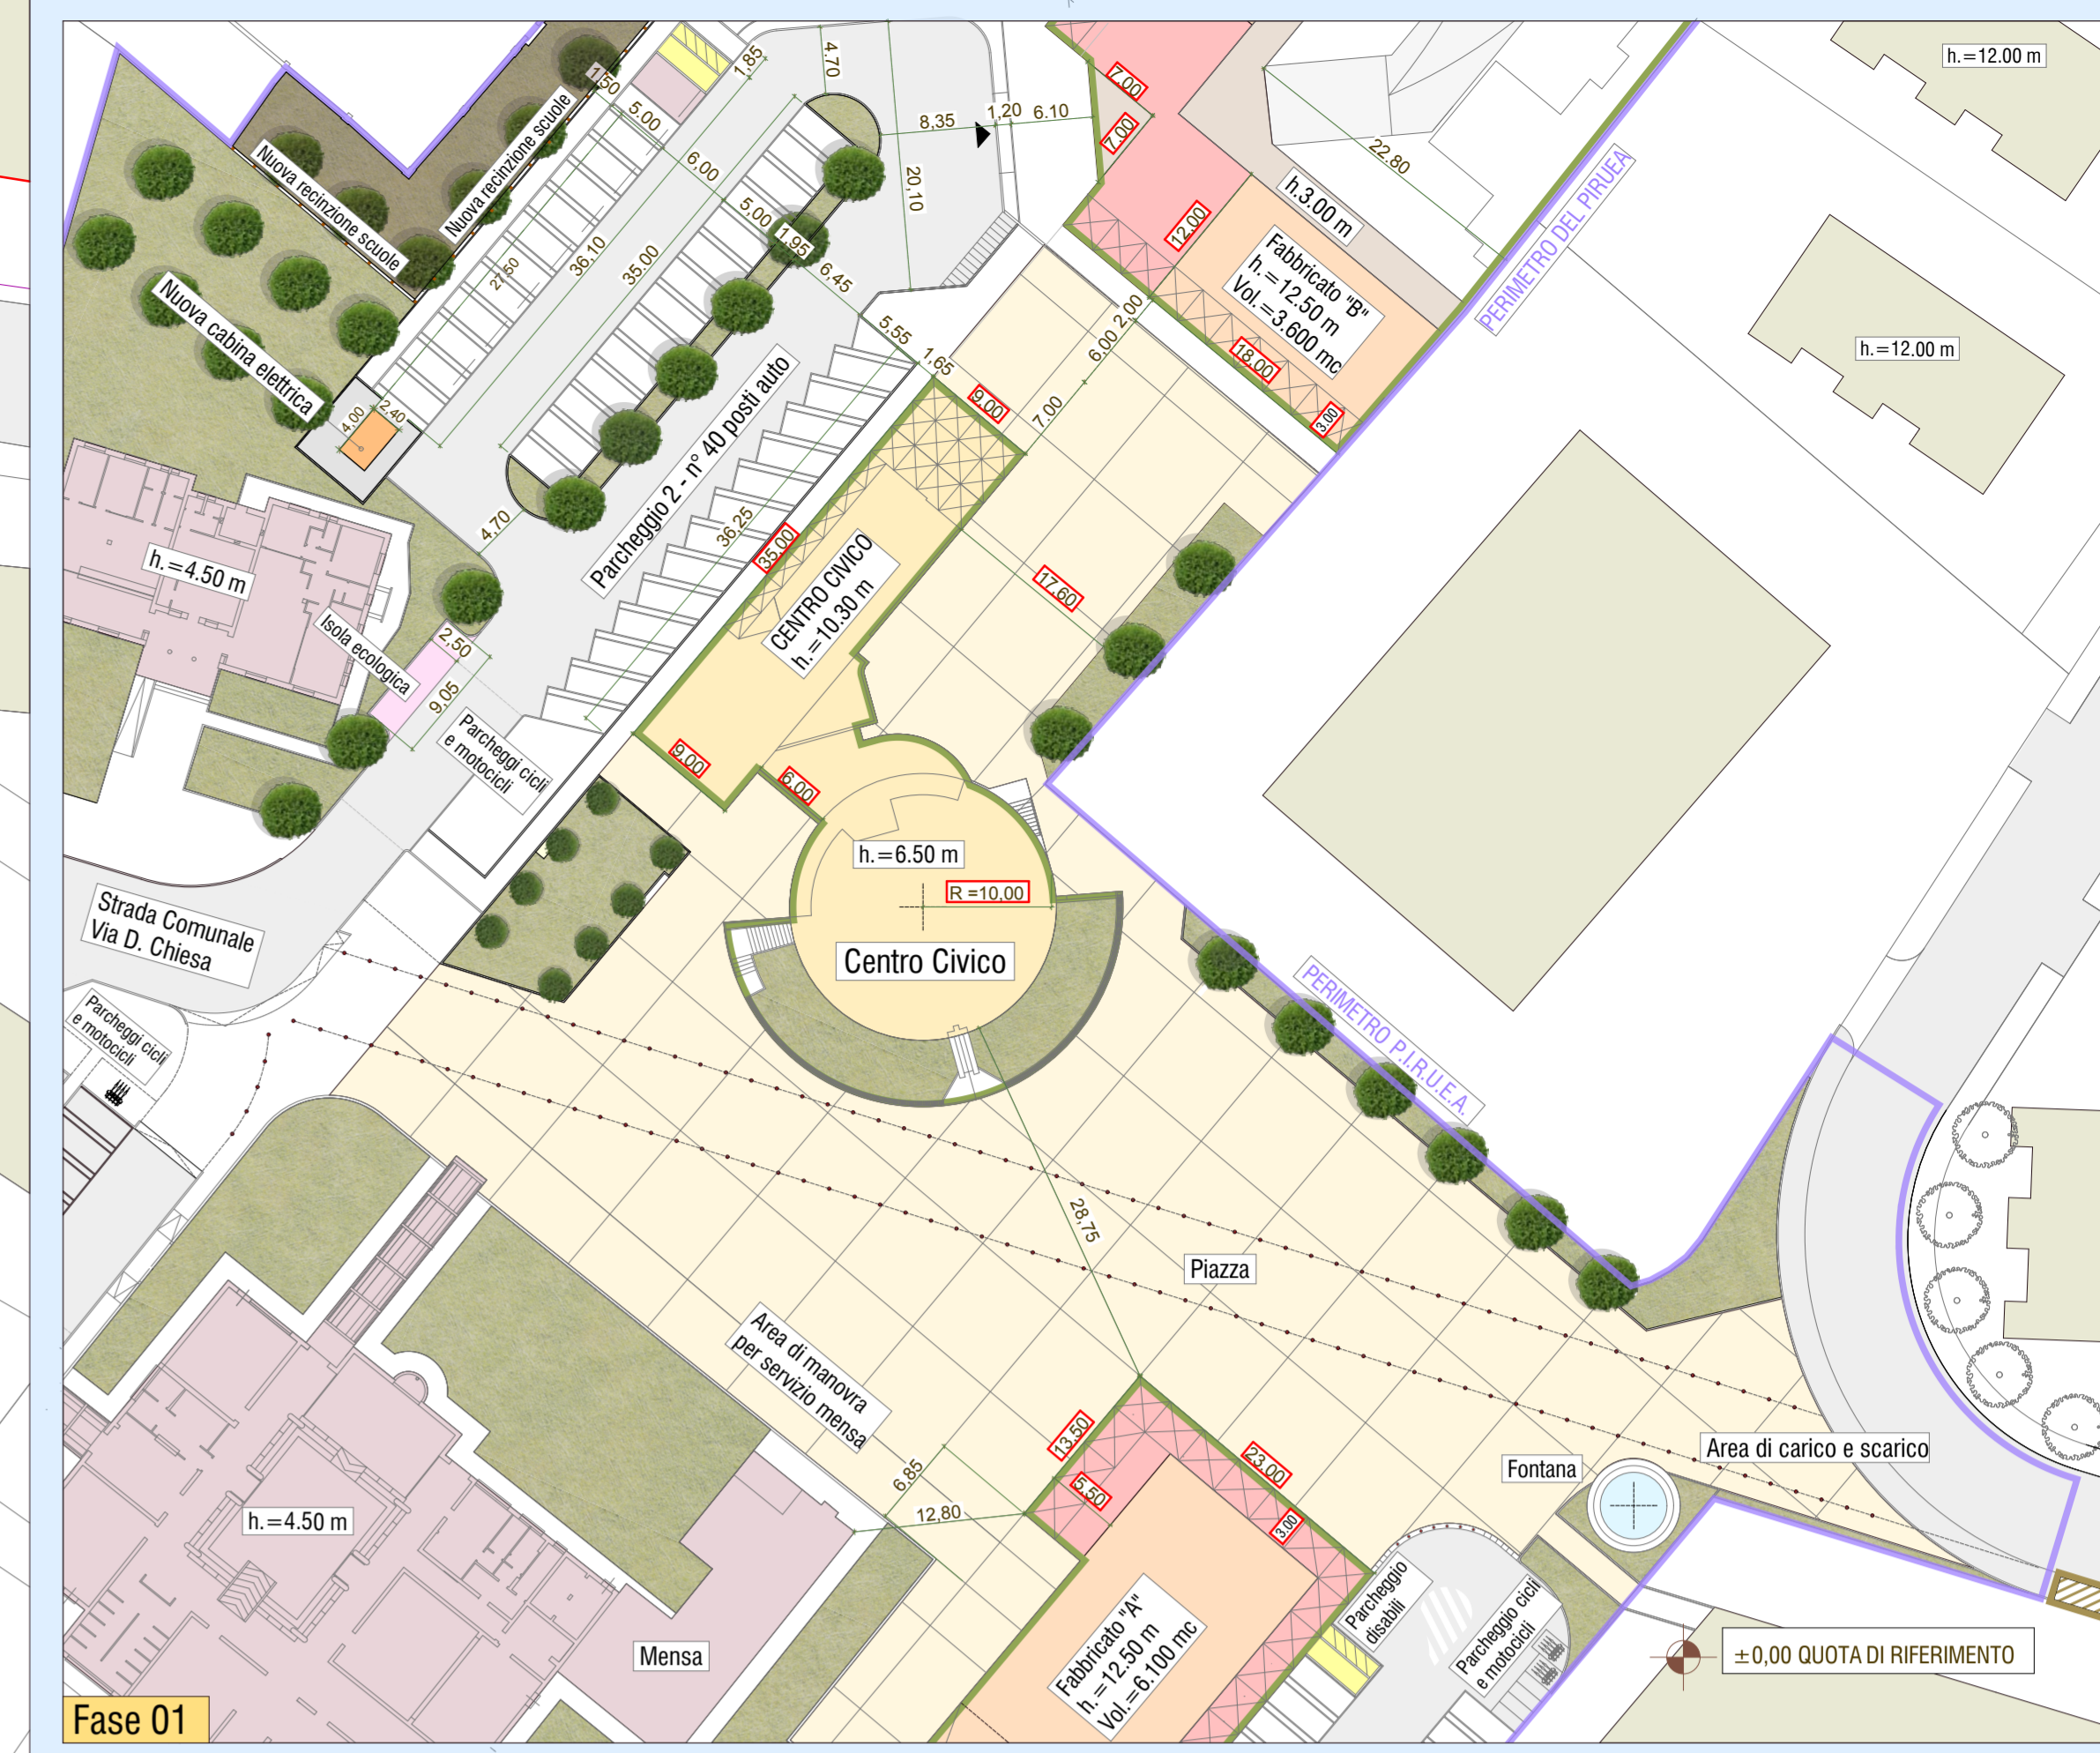 h.=12.00 m
1,85
4.70
1,50
5.00
7.00
7.00
8,35
1,20
6.10
Nuova recinzione scuole
Nuova recinzione scuole
22.80
6,00
20,10
5,00
1,95
6,45
h.3.00 m
PERIMETRO DEL PIRUEA
12.00
36,10
35.00
27,50
Fabbricato "B"
h.=12.50 m
Vol.=3.600 mc
Nuova cabina elettrica
5,55
1,65
6,00
2,00
h.=12.00 m
18.00
4,00
2,40
9.00
7,00
3.00
Parcheggio 2 - n° 40 posti auto
4,70
36,25
35,00
CENTRO CIVICO
h.=10.30 m
h.=4.50 m
17.60
Isola ecologica
2,50
9,05
Parcheggi cicli
e motocicli
9,00
6,00
h.=6.50 m
R =10,00
Centro Civico
Strada Comunale
Via D. Chiesa
PERIMETRO P.I.R.U.E.A.
Parcheggi cicli
e motocicli
28,75
Piazza
Area di manovra
per servizio mensa
13,50
5,50
23,00
3.00
6,85
12,80
Fontana
Area di carico e scarico
h.=4.50 m
Parcheggio
disabili
Parcheggio cicli
e motocicli
Fabbricato "A"
h.=12.50 m
Vol.=6.100 mc
Mensa
±0,00 QUOTA DI RIFERIMENTO
Fase 01